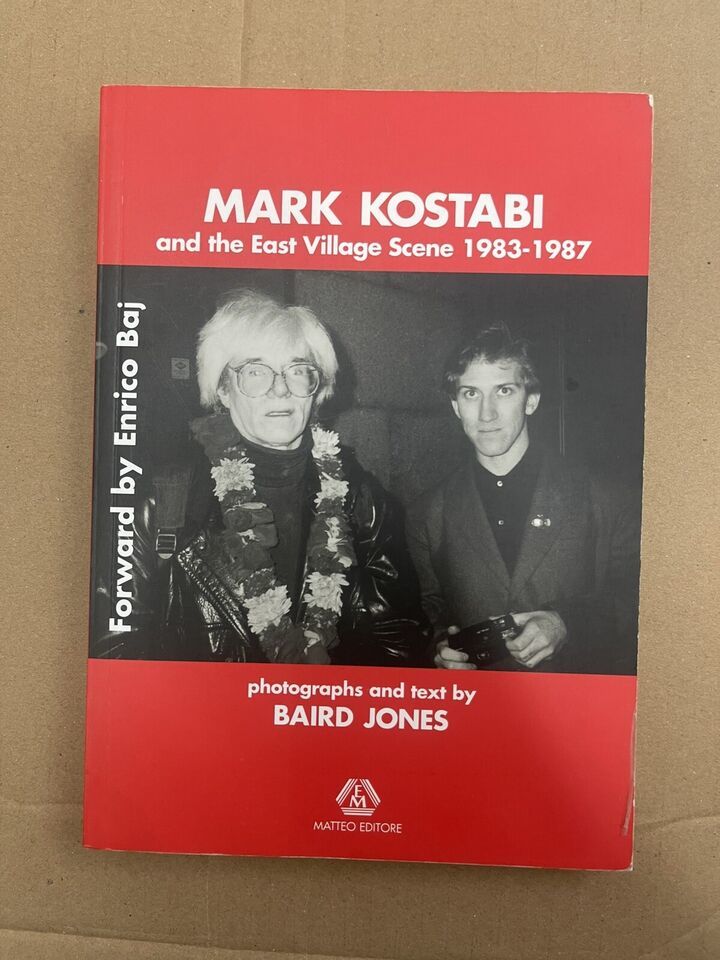 MARK KOSTABI
and the East Village Scene 1983-1987
Forward by Enrico Baj
photographs and text by
BAIRD JONES
EM
MATTEO EDITORE